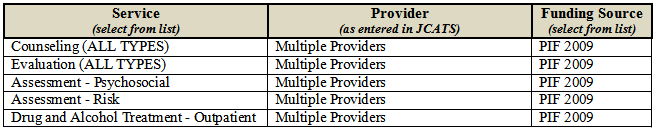 Service Provider Funding Source
(select from list) (as entered in JCATS) (select from list)
Counseling (ALL TYPES) Multiple Providers PIF 2009
Evaluation (ALL TYPES) Multiple Providers PIF 2009
Assessment - Psychosocial Multiple Providers PIF 2009
Assessment - Risk Multiple Providers PIF 2009
Drug and Alcohol Treatment - Outpatient Multiple Providers PIF 2009